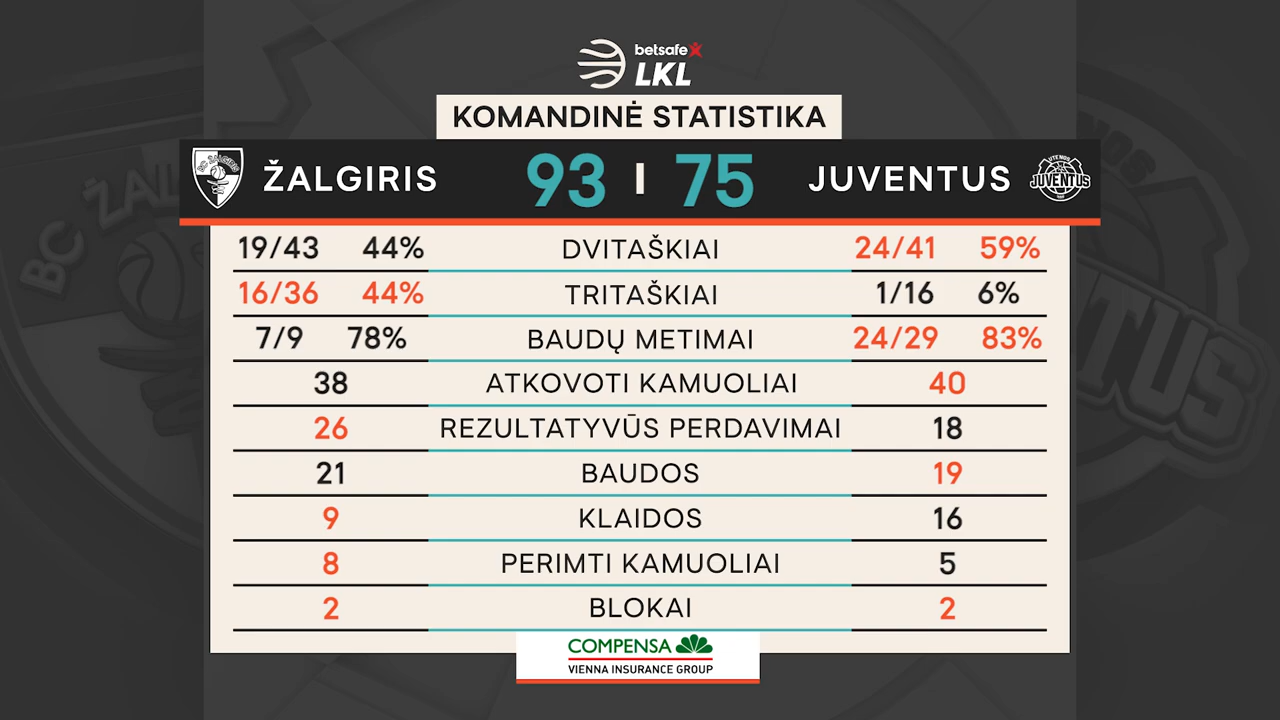 betsafe
LKL
KOMANDINĖ STATISTIKA
ŽALGIRIS 93 I 75 JUVENTUS
19/43 44% DVITAŠKIAI 24/41 59%
16/36 44% TRITAŠKIAI 1/16 6%
7/9 78% BAUDŲ METIMAI 24/29 83%
38 ATKOVOTI KAMUOLIAI 40
26 REZULTATYVŪS PERDAVIMAI 18
21 BAUDOS 19
9 KLAIDOS 16
8 PERIMTI KAMUOLIAI 5
2 BLOKAI 2
COMPENSA
VIENNA INSURANCE GROUP